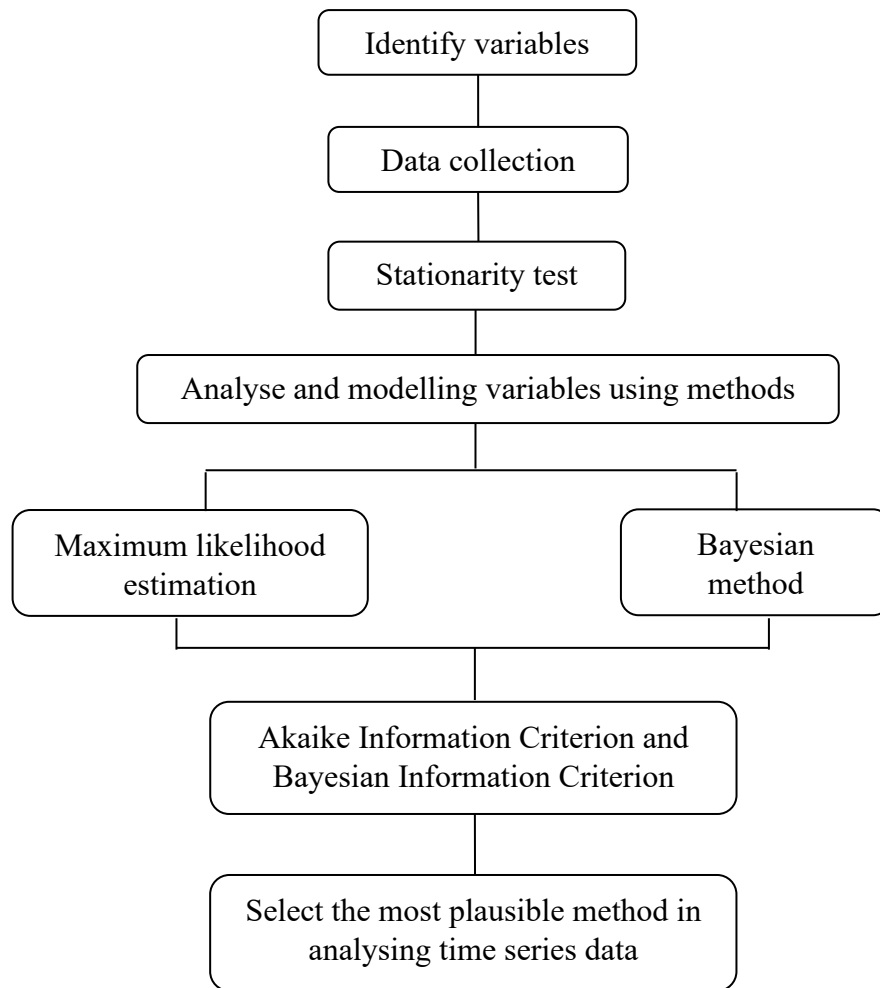 Identify variables
Data collection
Stationarity test
Analyse and modelling variables using methods
Maximum likelihood
estimation
Bayesian
method
Akaike Information Criterion and
Bayesian Information Criterion
Select the most plausible method in
analysing time series data